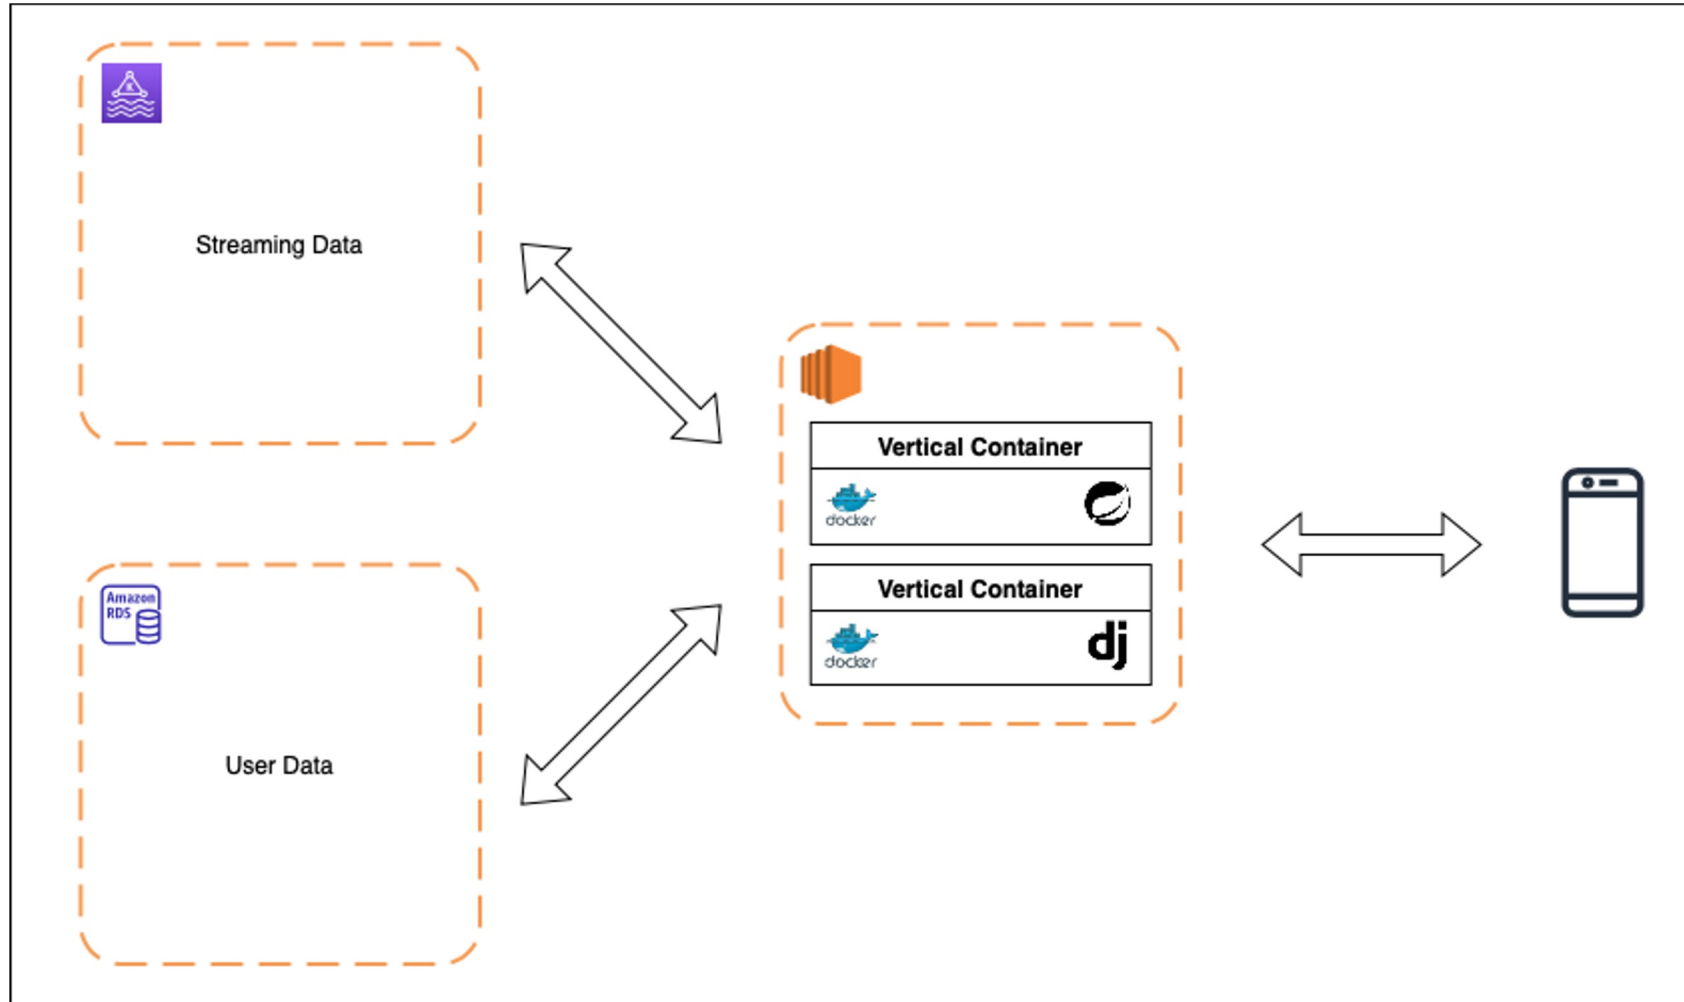 K
Streaming Data
Amazon
RDS
User Data
Vertical Container
docker
Vertical Container
docker
dj